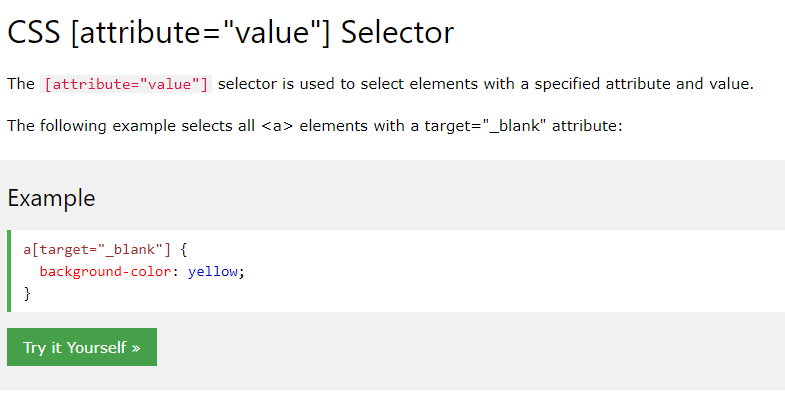 CSS [attribute="value"] Selector
The [attribute="value"] selector is used to select elements with a specified attribute and value.
The following example selects all <a> elements with a target="_blank" attribute:
Example
a[target="_blank"] {
  background-color: yellow;
}
Try it Yourself »